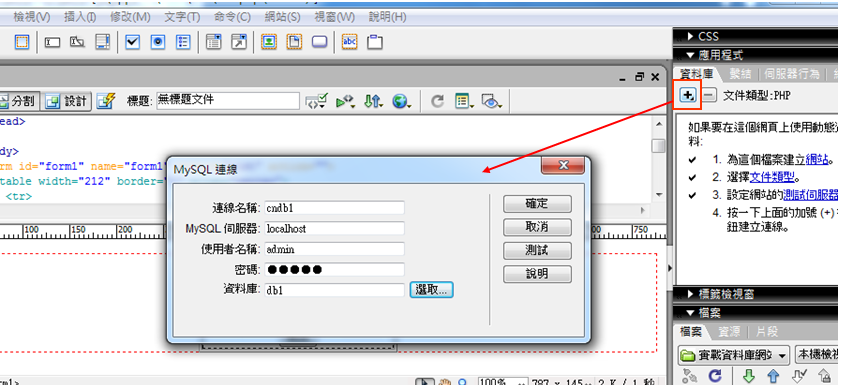 檢視(V) 插入(I) 修改(M) 文字(T) 命令(C) 網站(S) 視窗(W) 說明(H)
abc
分割 設計 標題: 無標題文件
ead>
dy>
rm id="form1" name="form1
table width="212" border=
<tr>
100 150 200 750
MySQL 連線
連線名稱: cndb1
MySQL 伺服器: localhost
使用者名稱: admin
密碼: ●●●●●
資料庫: db1 選取...
確定
取消
測試
說明
100% 787 x 145 2 K / 1 秒
CSS
應用程式
資料庫 繫結 伺服器行為
文件類型:PHP
如果要在這個網頁上使用動態
料:
1. 為這個檔案建立網站。
2. 選擇文件類型。
3. 設定網站的測試伺服器
4. 按一下上面的加號 (+)
鈕建立連線。
標籤檢視窗
檔案
檔案 資源 片段
實戰資料庫網 本機檢視